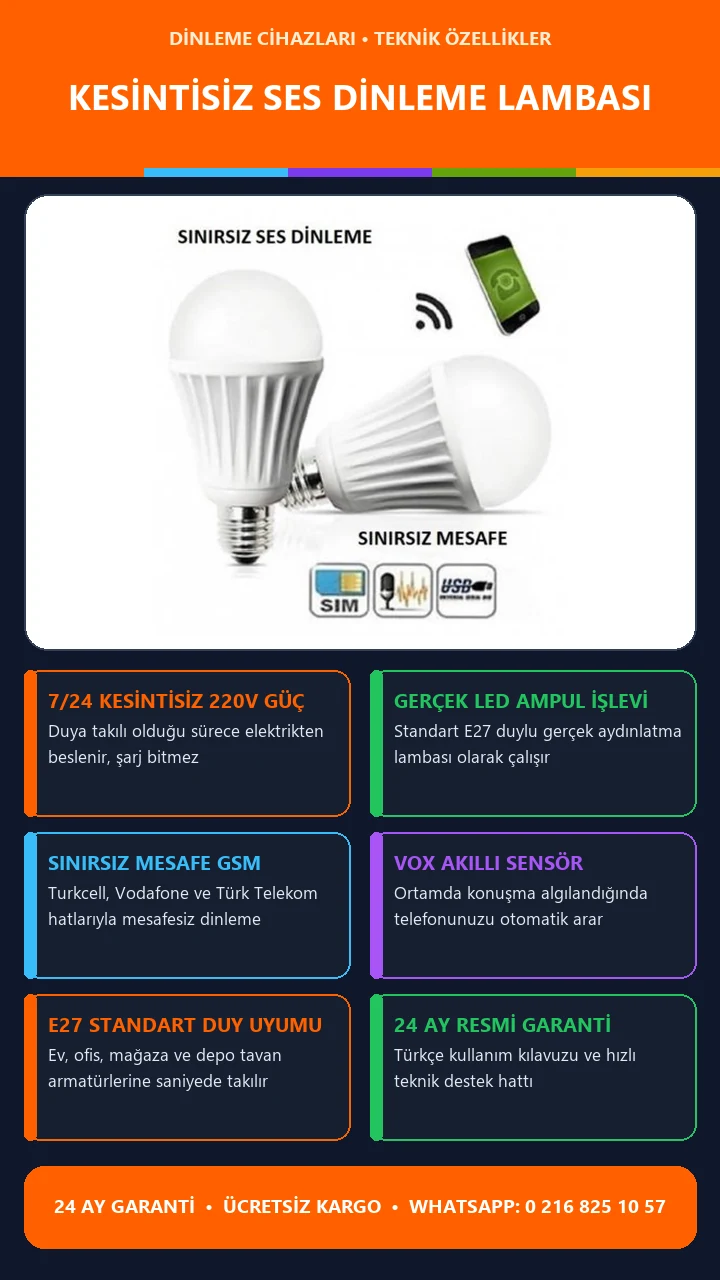 DİNLEME CİHAZLARI • TEKNİK ÖZELLİKLER
KESİNTİSİZ SES DİNLEME LAMBASI
SINIRSIZ SES DİNLEME
SINIRSIZ MESAFE
SIM
USB
7/24 KESİNTİSİZ 220V GÜÇ
Duya takılı olduğu sürece elektrikten
beslenir, şarj bitmez
GERÇEK LED AMPUL İŞLEVİ
Standart E27 duylu gerçek aydınlatma
lambası olarak çalışır
SINIRSIZ MESAFE GSM
Turkcell, Vodafone ve Türk Telekom
hatlarıyla mesafesiz dinleme
VOX AKILLI SENSÖR
Ortamda konuşma algılandığında
telefonunuzu otomatik arar
E27 STANDART DUY UYUMU
Ev, ofis, mağaza ve depo tavan
armatürlerine saniyede takılır
24 AY RESMİ GARANTİ
Türkçe kullanım kılavuzu ve hızlı
teknik destek hattı
24 AY GARANTİ • ÜCRETSİZ KARGO • WHATSAPP: 0 216 825 10 57